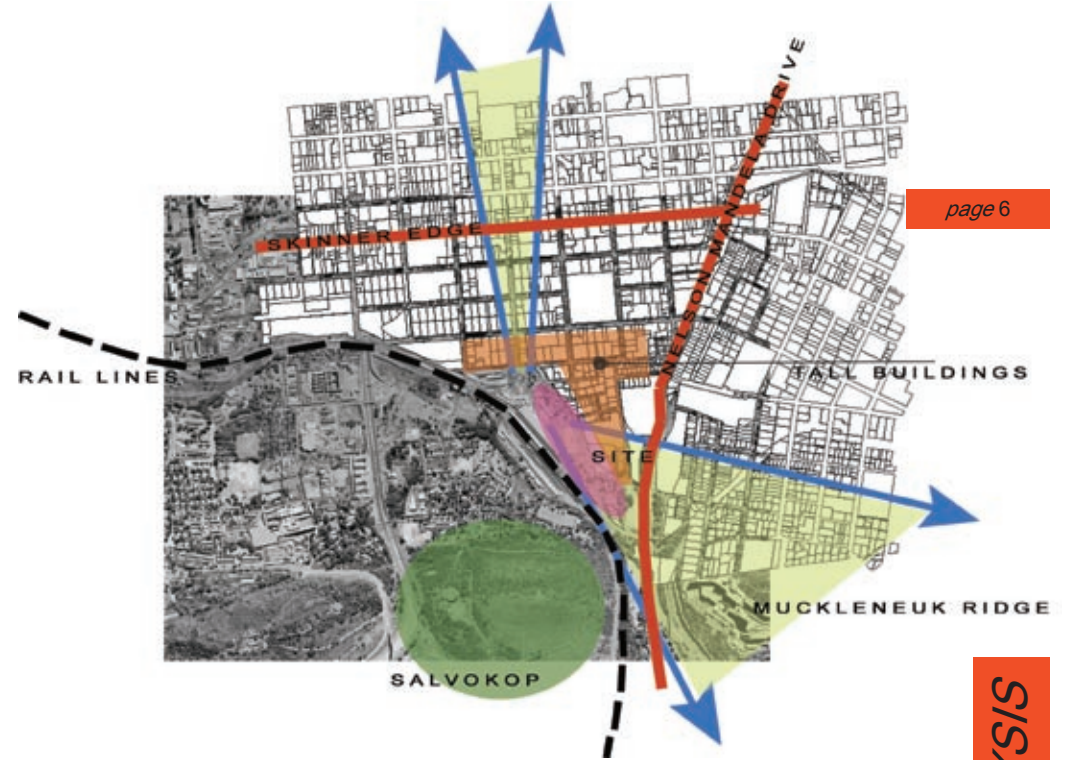 NELSON MANDELA DRIVE
page 6
SKINNER EDGE
RAIL LINES
TALL BUILDINGS
SITE
MUCKLENEUK RIDGE
SALVOKOP